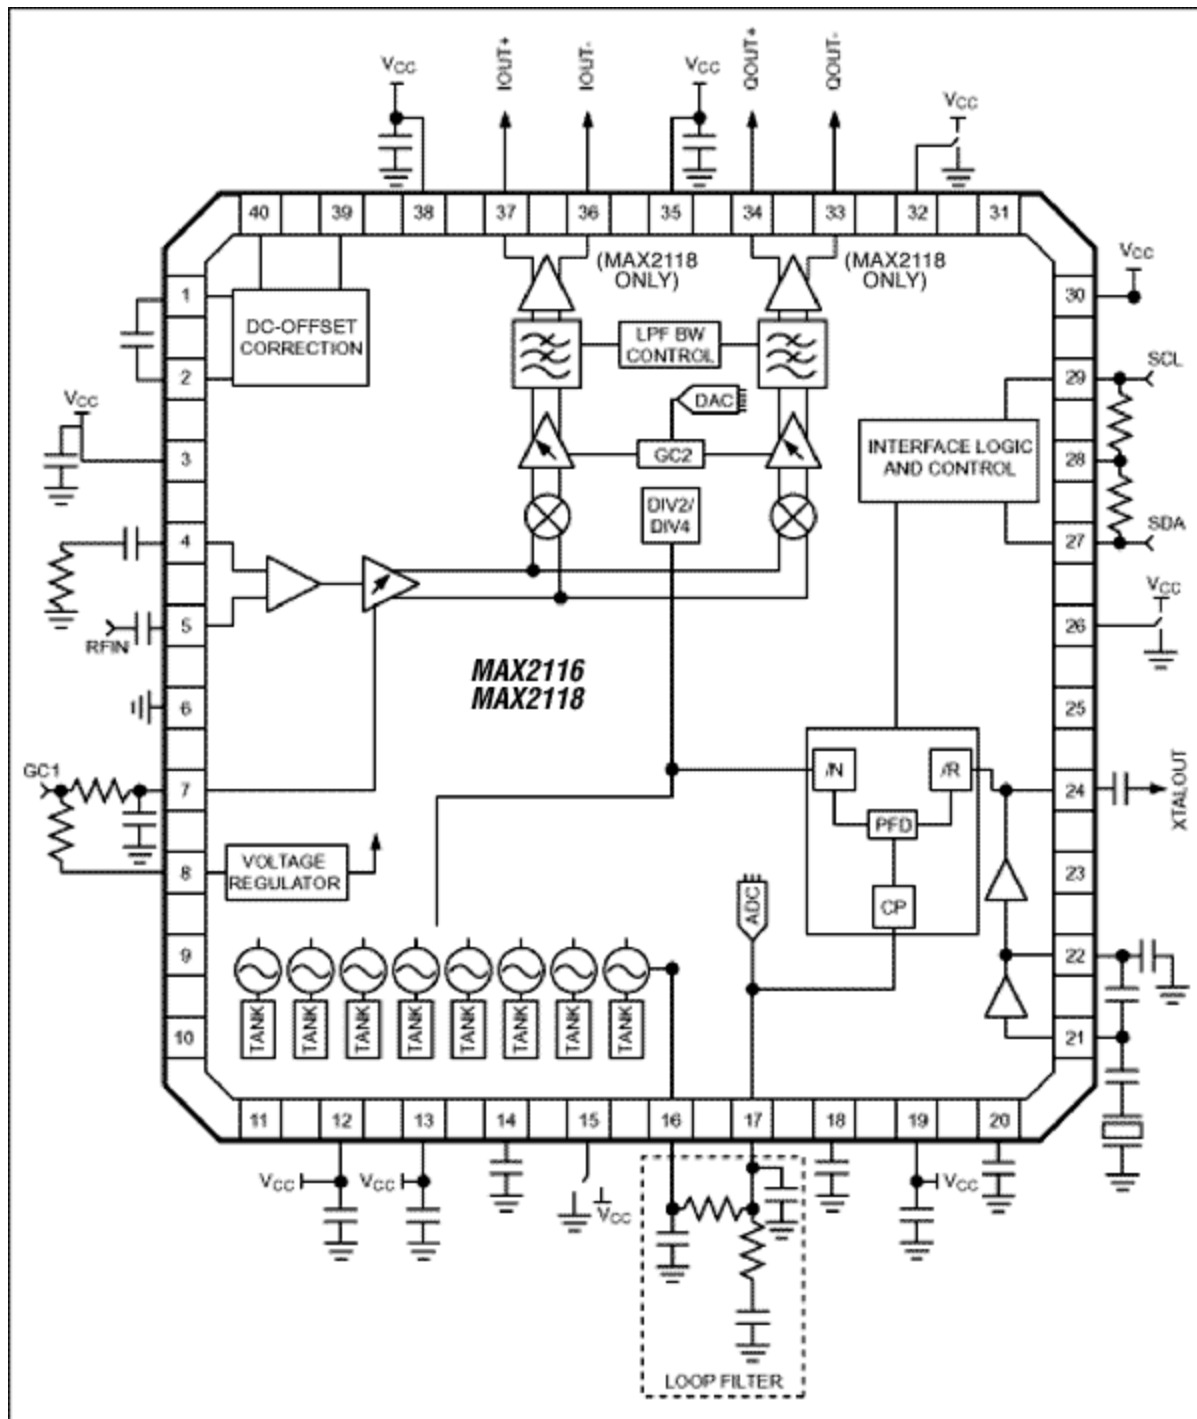 VCC
IOUT+
IOUT-
VCC
QOUT+
QOUT-
VCC
40
39
38
37
36
35
34
33
32
31
(MAX2118
ONLY)
(MAX2118
ONLY)
1
DC-OFFSET
CORRECTION
LPF BW
CONTROL
30
VCC
2
DAC
29
SCL
VCC
3
GC2
INTERFACE LOGIC
AND CONTROL
28
4
DIV2/
DIV4
27
SDA
5
RFIN
26
VCC
MAX2116
MAX2118
6
25
GC1
7
/N
/R
24
XTALOUT
PFD
8
VOLTAGE
REGULATOR
23
ADC
CP
9
22
10
TANK
TANK
TANK
TANK
TANK
TANK
TANK
TANK
21
11
12
13
14
15
16
17
18
19
20
VCC
VCC
VCC
VCC
LOOP FILTER